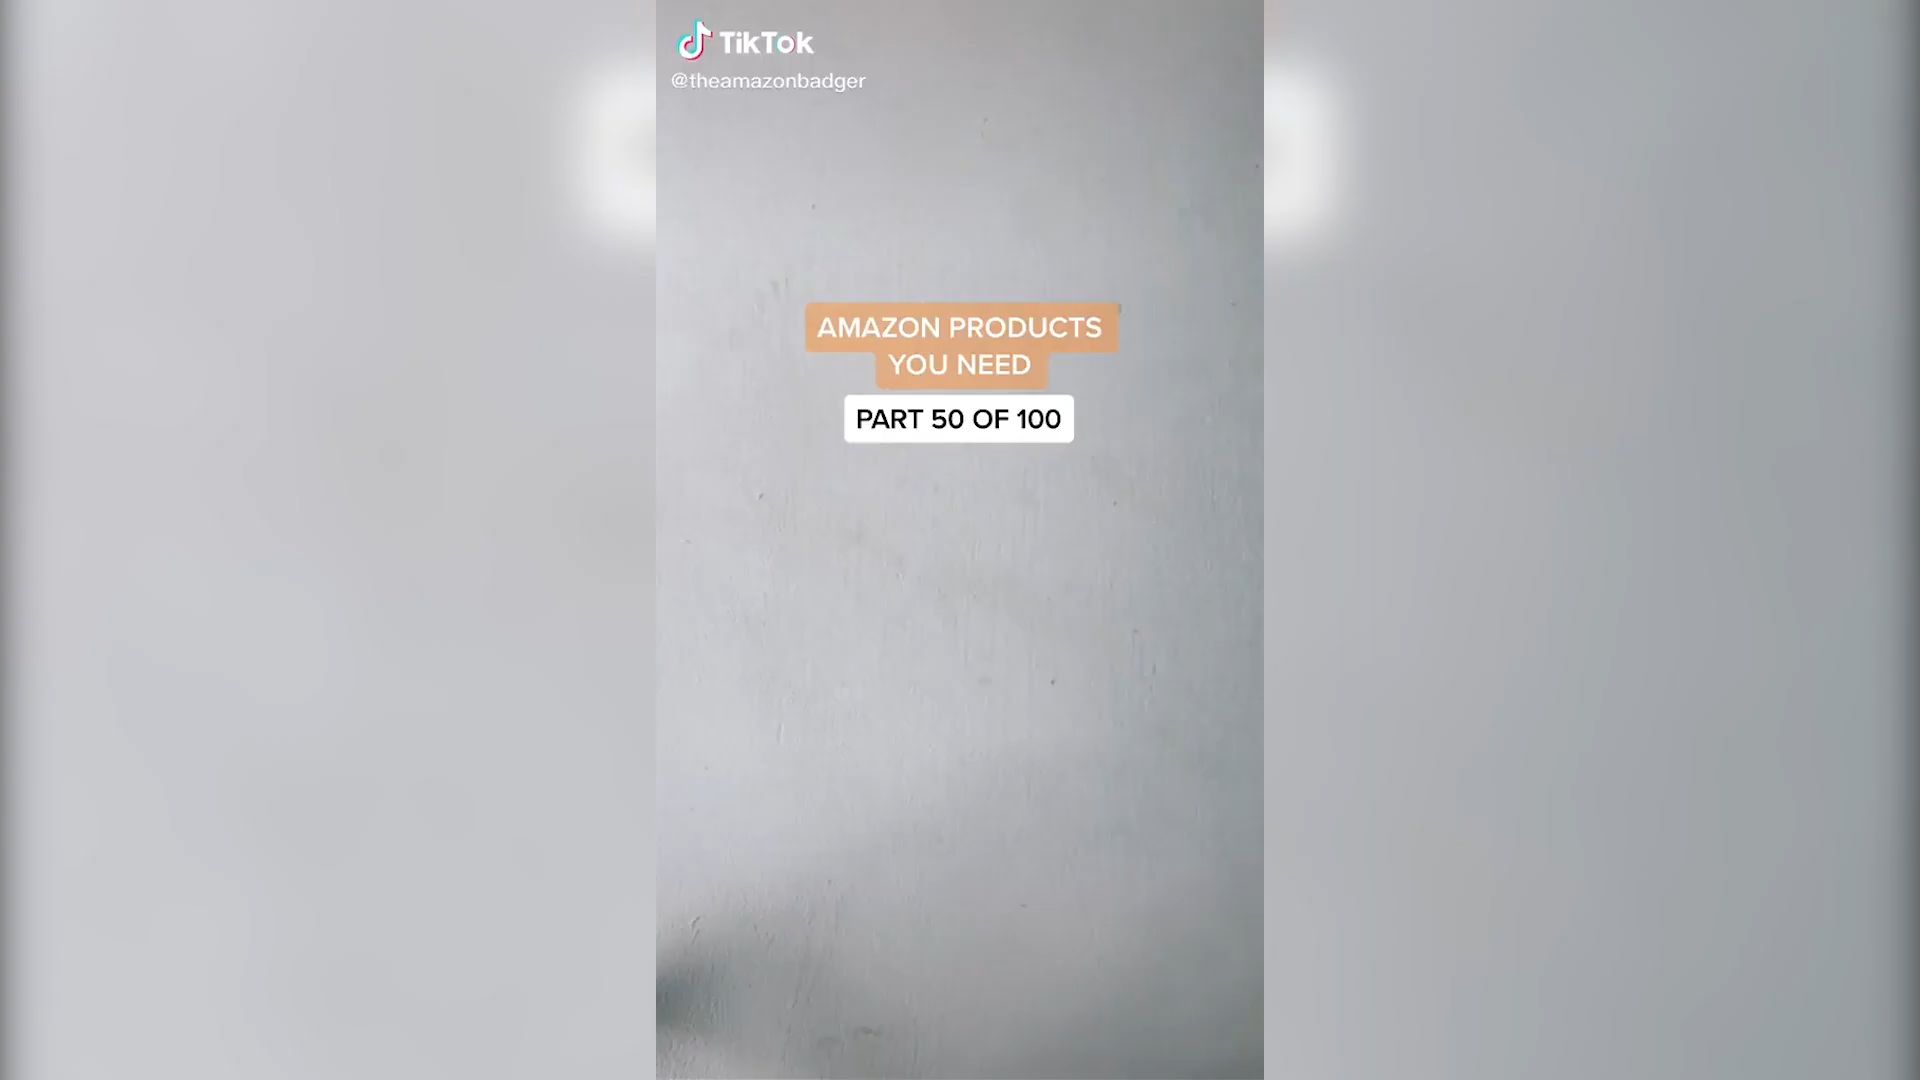 TikTok
@theamazonbadger
AMAZON PRODUCTS
YOU NEED
PART 50 OF 100